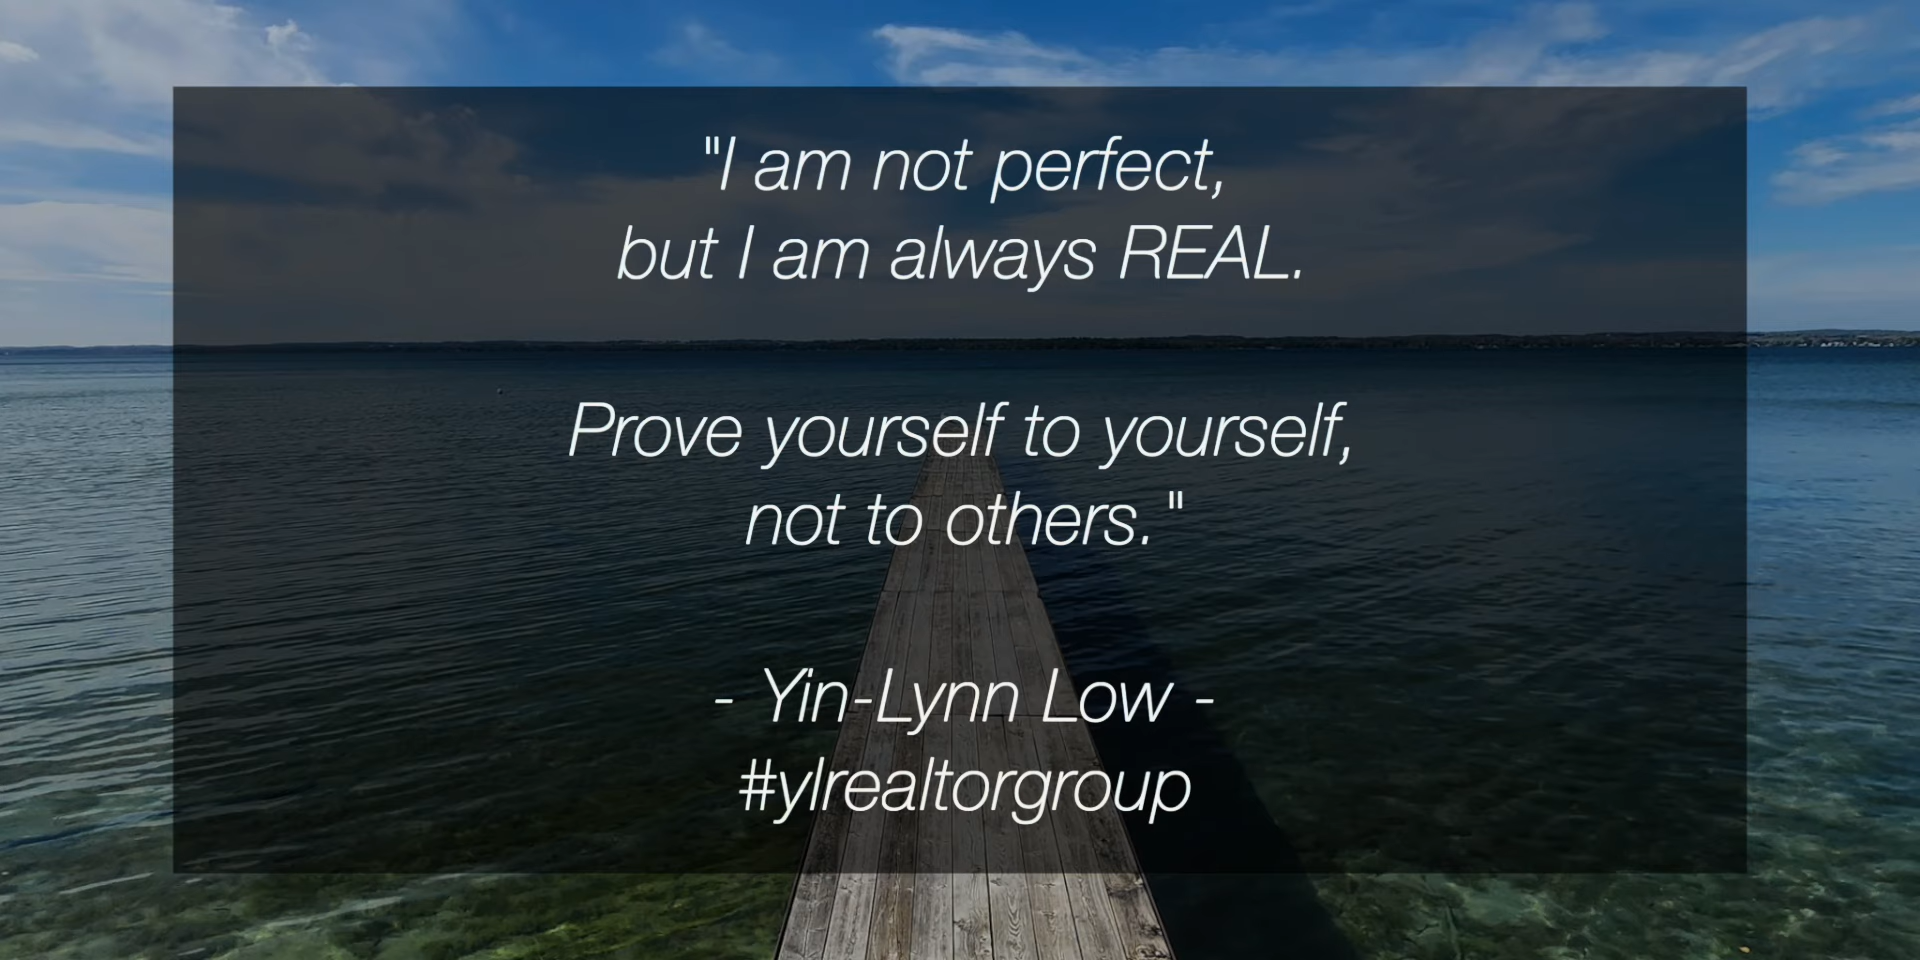 "I am not perfect,
but I am always REAL.
Prove yourself to yourself,
not to others."
- Yin-Lynn Low -
#ylrealtorgroup